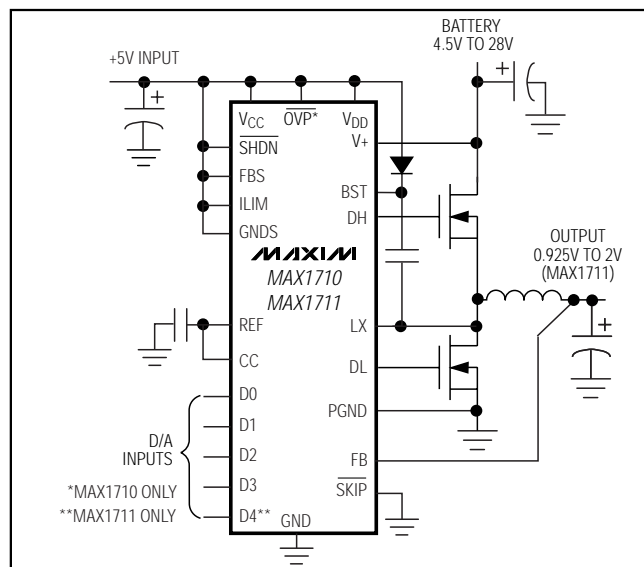 BATTERY
4.5V TO 28V
+5V INPUT
VCC
OVP*
VDD
V+
SHDN
FBS
ILIM
GNDS
BST
DH
MAXIM
MAX1710
MAX1711
OUTPUT
0.925V TO 2V
(MAX1711)
REF
CC
LX
DL
PGND
D0
D1
D2
D3
D4**
D/A
INPUTS
FB
SKIP
GND
*MAX1710 ONLY
**MAX1711 ONLY